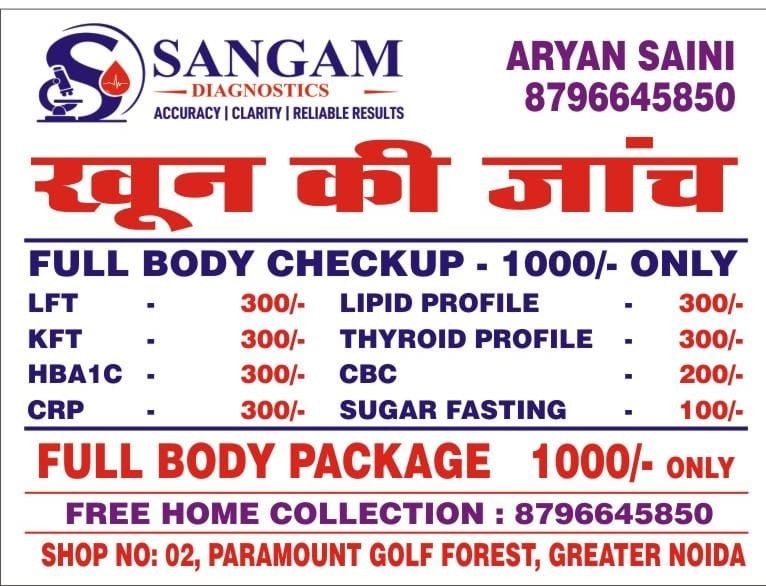 SANGAM
DIAGNOSTICS
ACCURACY | CLARITY | RELIABLE RESULTS
ARYAN SAINI
8796645850
खून की जांच
FULL BODY CHECKUP - 1000/- ONLY
LFT - 300/- LIPID PROFILE - 300/-
KFT - 300/- THYROID PROFILE - 300/-
HBA1C - 300/- CBC - 200/-
CRP - 300/- SUGAR FASTING - 100/-
FULL BODY PACKAGE 1000/- ONLY
FREE HOME COLLECTION : 8796645850
SHOP NO: 02, PARAMOUNT GOLF FOREST, GREATER NOIDA